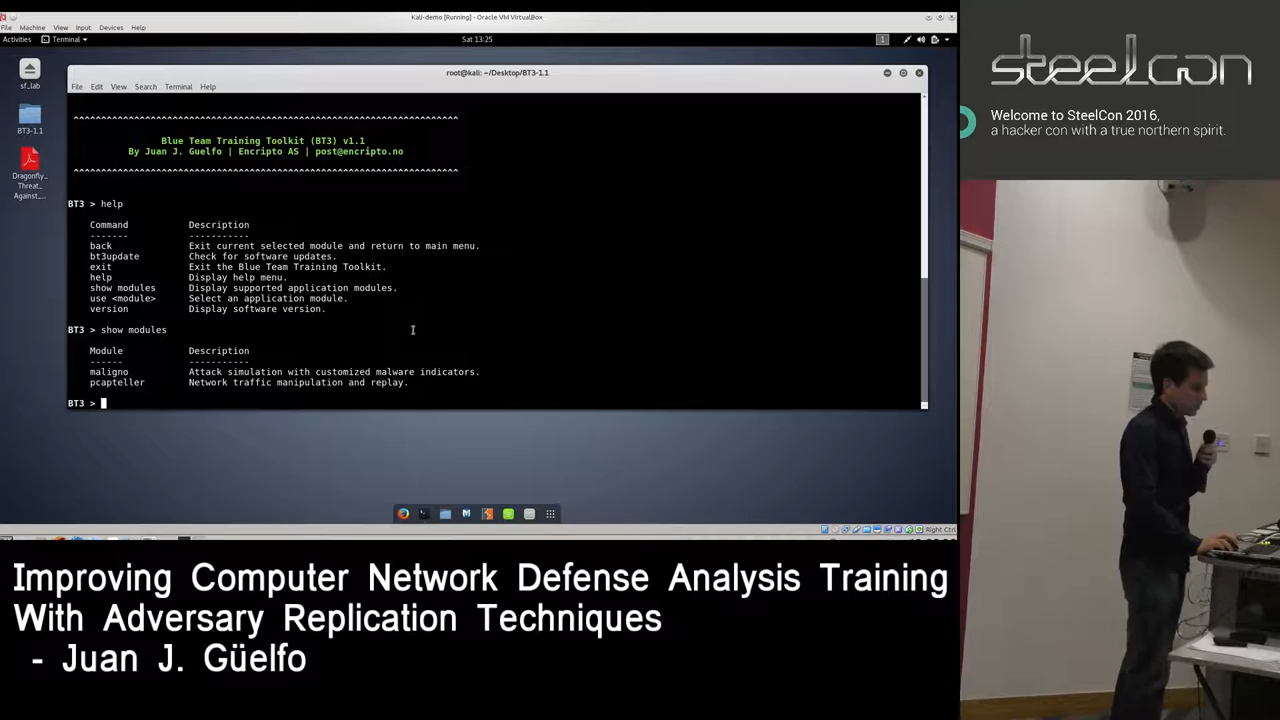 Kali-demo [Running] - Oracle VM VirtualBox
File Machine View Input Devices Help
Activities Terminal Sat 13:25 1
root@kali: ~/Desktop/BT3-1.1
File Edit View Search Terminal Help
sf_lab
BT3-1.1
Dragonfly_
Threat_
Against_...
^^^^^^^^^^^^^^^^^^^^^^^^^^^^^^^^^^^^^^^^^^^^^^^^^^^^^^^^^^^^^^^^^^^^^^
Blue Team Training Toolkit (BT3) v1.1
By Juan J. Guelfo | Encripto AS | post@encripto.no
^^^^^^^^^^^^^^^^^^^^^^^^^^^^^^^^^^^^^^^^^^^^^^^^^^^^^^^^^^^^^^^^^^^^^^
BT3 > help
Command Description
------- -----------
back Exit current selected module and return to main menu.
bt3update Check for software updates.
exit Exit the Blue Team Training Toolkit.
help Display help menu.
show modules Display supported application modules.
use <module> Select an application module.
version Display software version.
BT3 > show modules
Module Description
------ -----------
maligno Attack simulation with customized malware indicators.
pcapteller Network traffic manipulation and replay.
BT3 >
Right Ctrl
steelcon
Welcome to SteelCon 2016,
a hacker con with a true northern spirit.
Improving Computer Network Defense Analysis Training
With Adversary Replication Techniques
- Juan J. Güelfo